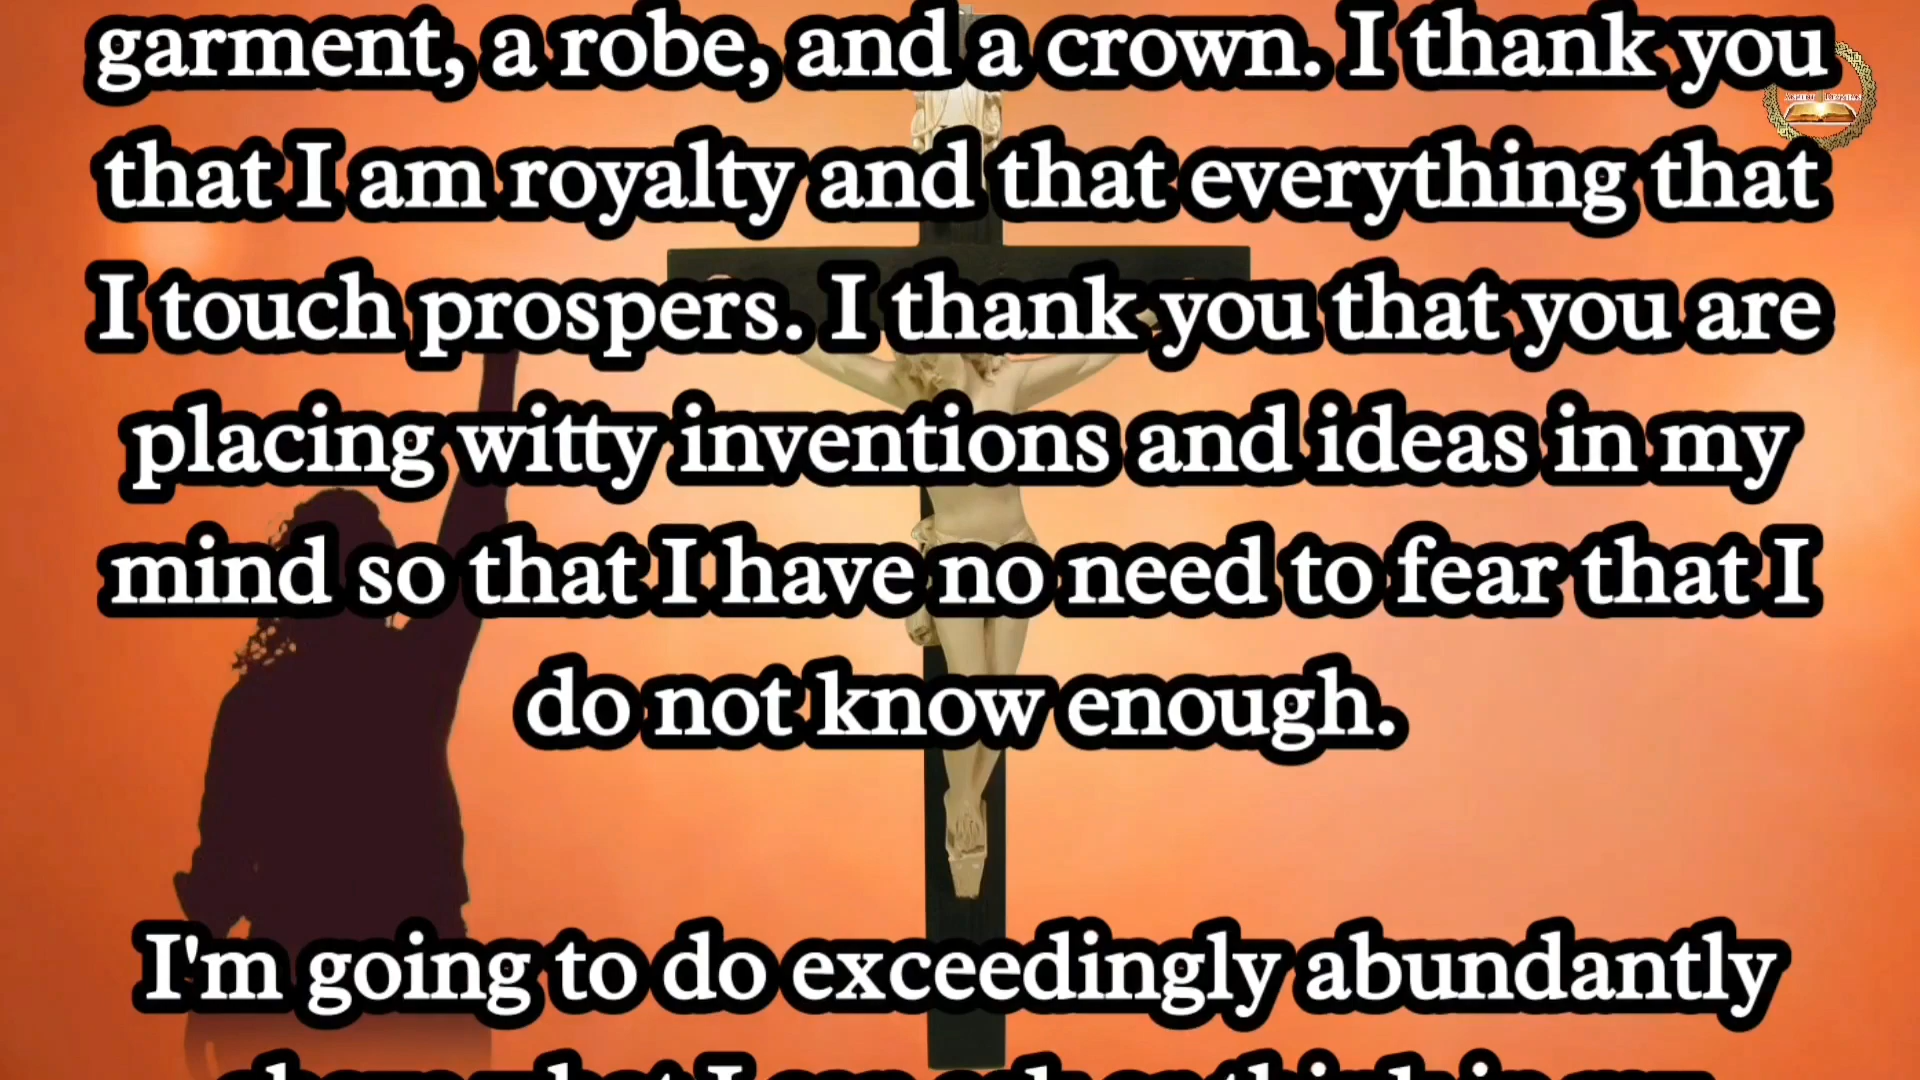 garment, a robe, and a crown. I thank you
that I am royalty and that everything that
I touch prospers. I thank you that you are
placing witty inventions and ideas in my
mind so that I have no need to fear that I
do not know enough.
I'm going to do exceedingly abundantly